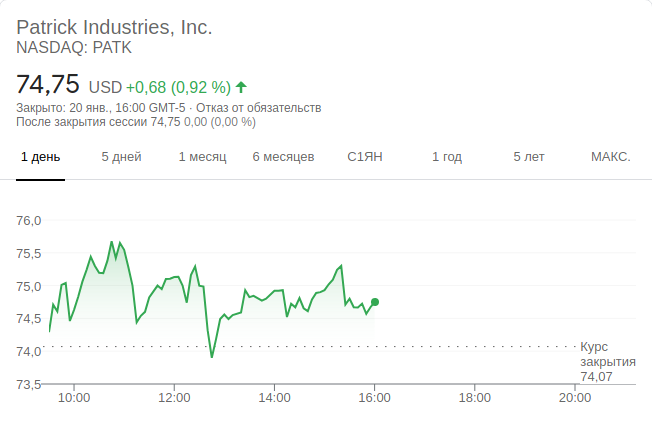 Patrick Industries, Inc.
NASDAQ: PATK
74,75 USD +0,68 (0,92 %)
Закрыто: 20 янв., 16:00 GMT-5 · Отказ от обязательств
После закрытия сессии 74,75 0,00 (0,00 %)
1 день 5 дней 1 месяц 6 месяцев С1ЯН 1 год 5 лет МАКС.
76,0
75,5
75,0
74,5
74,0
73,5
Курс
закрытия
74,07
10:00 12:00 14:00 16:00 18:00 20:00